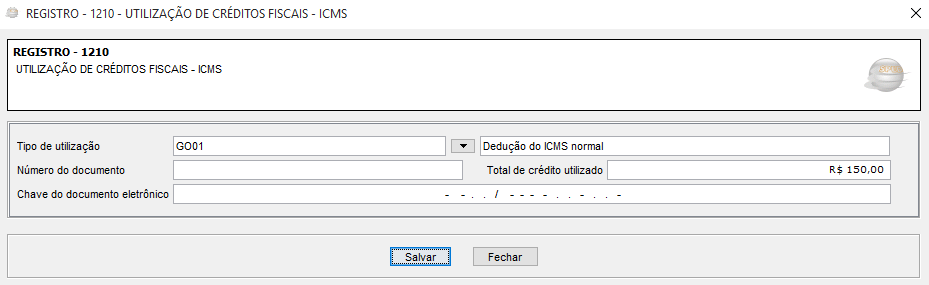 REGISTRO - 1210 - UTILIZAÇÃO DE CRÉDITOS FISCAIS - ICMS
REGISTRO - 1210
UTILIZAÇÃO DE CRÉDITOS FISCAIS - ICMS
Tipo de utilização GO01 Dedução do ICMS normal
Número do documento Total de crédito utilizado R$ 150,00
Chave do documento eletrônico - - . . / - - - - . . - . . -
Salvar Fechar